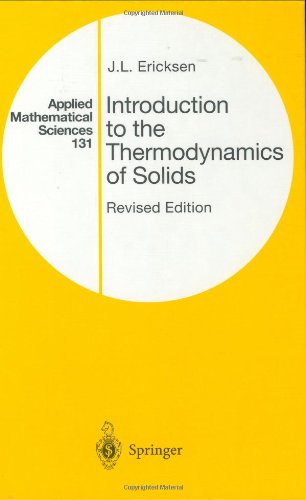 J.L. Ericksen
Applied
Mathematical
Sciences
131
Introduction
to the
Thermodynamics
of Solids
Revised Edition
Springer